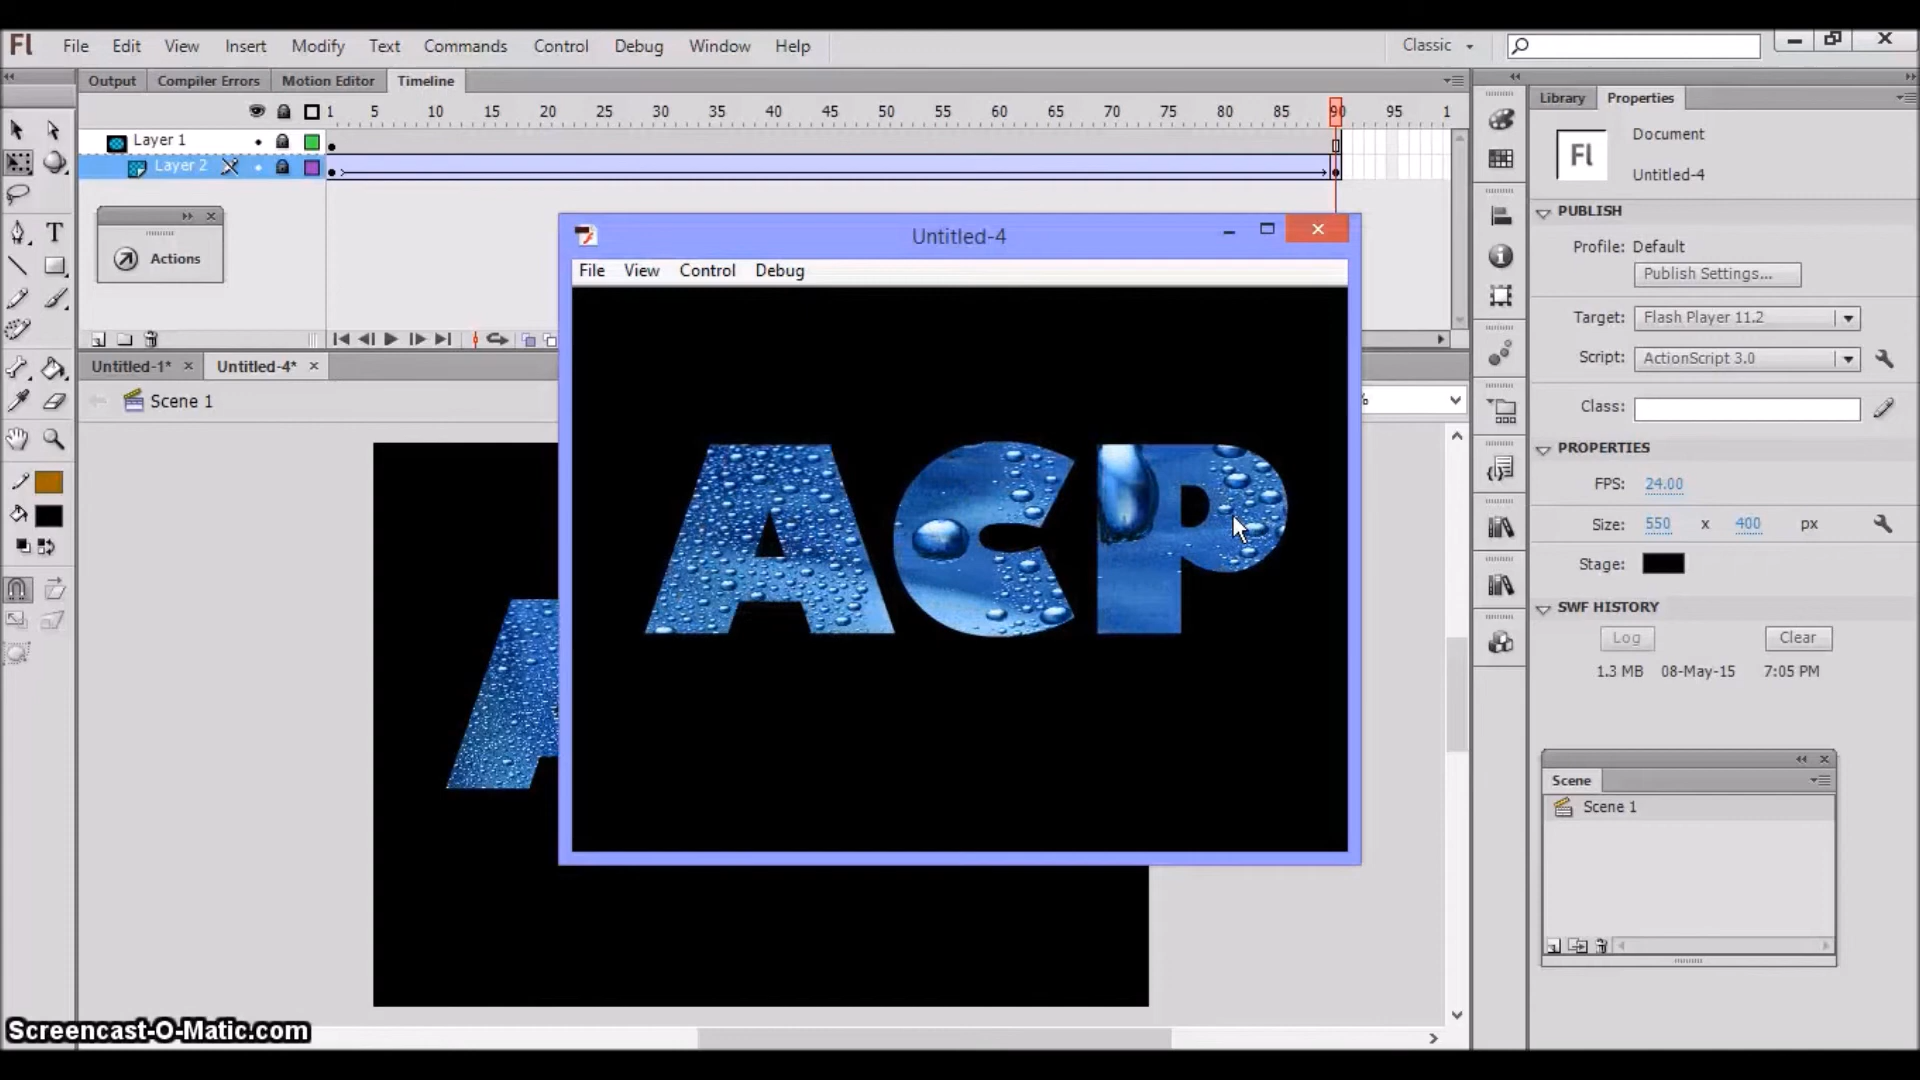 Fl File Edit View Insert Modify Text Commands Control Debug Window Help Classic
Output Compiler Errors Motion Editor Timeline
1 5 10 15 20 25 30 35 40 45 50 55 60 65 70 75 80 85 90 95 1
Layer 1
Layer 2
Actions
Untitled-1* Untitled-4*
Scene 1
%
Untitled-4
File View Control Debug
ACP
A
Library Properties
Fl
Document
Untitled-4
PUBLISH
Profile: Default
Publish Settings...
Target: Flash Player 11.2
Script: ActionScript 3.0
Class:
PROPERTIES
FPS: 24.00
Size: 550 x 400 px
Stage:
SWF HISTORY
Log Clear
1.3 MB 08-May-15 7:05 PM
Scene
Scene 1
Screencast-O-Matic.com